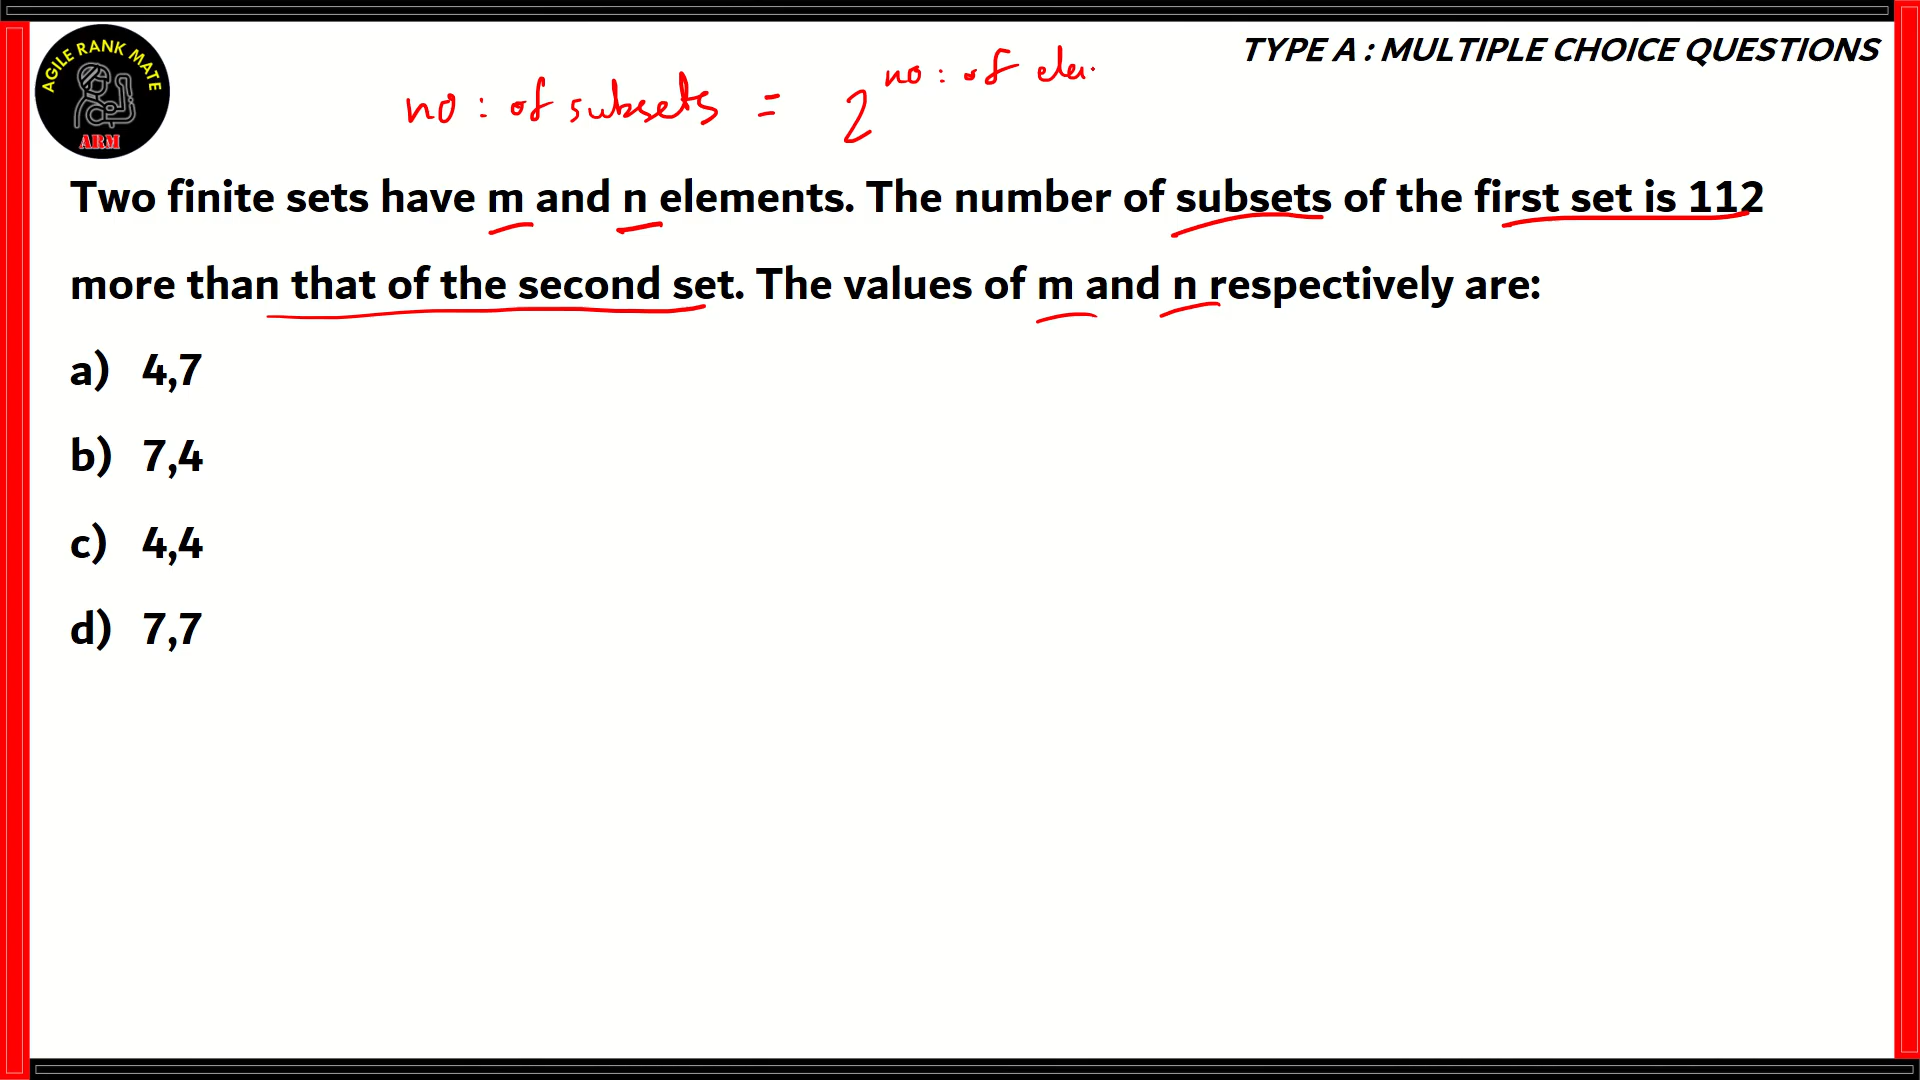 AGILE RANK MATE
ARM
TYPE A : MULTIPLE CHOICE QUESTIONS
no : of subsets = 2^no : of ele.
Two finite sets have m and n elements. The number of subsets of the first set is 112
more than that of the second set. The values of m and n respectively are:
a) 4,7
b) 7,4
c) 4,4
d) 7,7